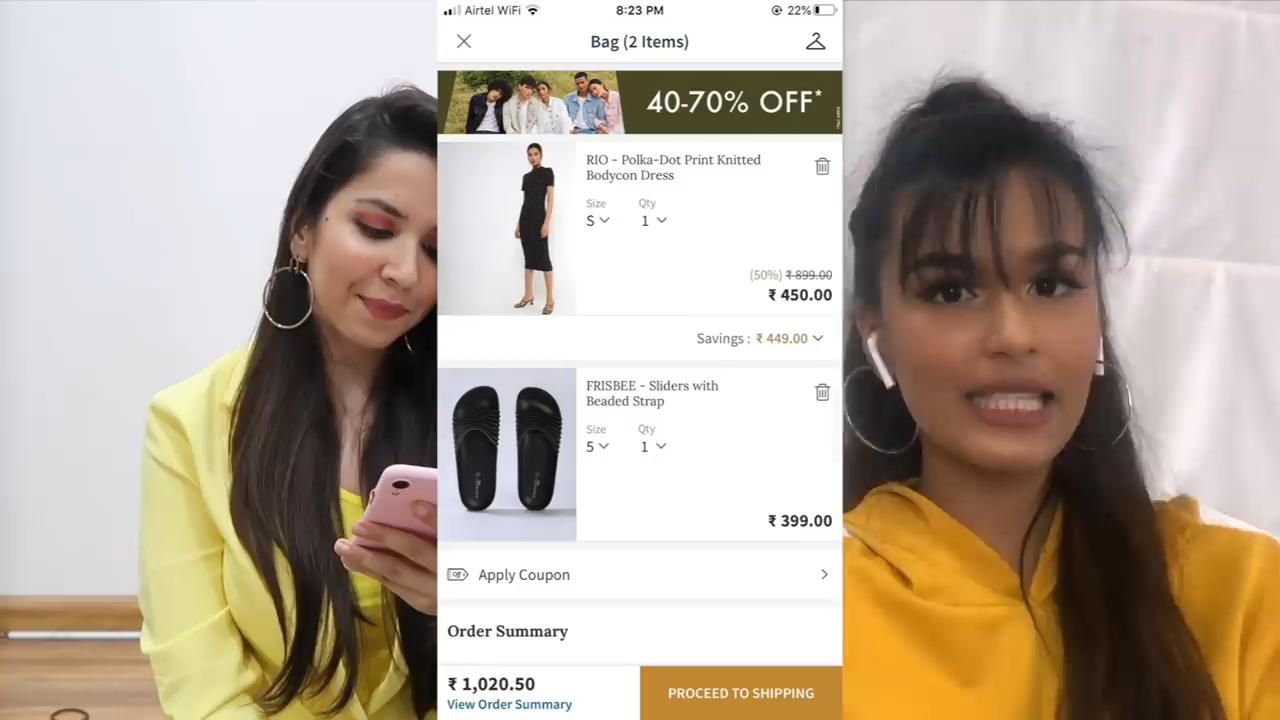 Airtel WiFi 8:23 PM 22%
Bag (2 Items)
40-70% OFF*
RIO - Polka-Dot Print Knitted
Bodycon Dress
Size Qty
S 1
(50%) ₹ 899.00
₹ 450.00
Savings : ₹ 449.00
FRISBEE - Sliders with
Beaded Strap
Size Qty
5 1
₹ 399.00
Apply Coupon
Order Summary
₹ 1,020.50
View Order Summary
PROCEED TO SHIPPING